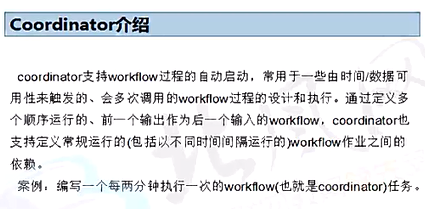 Coordinator介绍
coordinator支持workflow过程的自动启动，常用于一些由时间/数据可
用性来触发的、会多次调用的workflow过程的设计和执行。通过定义多
个顺序运行的、前一个输出作为后一个输入的workflow，coordinator也
支持定义常规运行的(包括以不同时间间隔运行的)workflow作业之间的
依赖。
案例：编写一个每两分钟执行一次的workflow(也就是coordinator)任务。